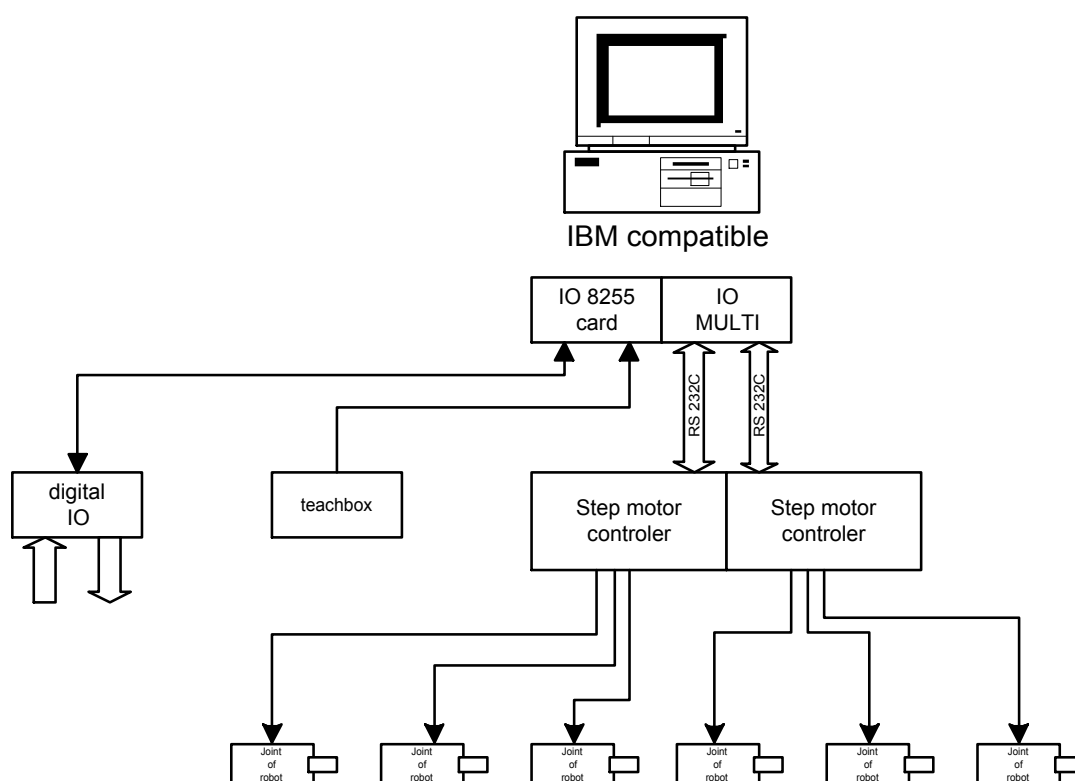 IBM compatible
IO 8255
card
IO
MULTI
RS 232C
RS 232C
digital
IO
teachbox
Step motor
controler
Step motor
controler
Joint
of
robot
Joint
of
robot
Joint
of
robot
Joint
of
robot
Joint
of
robot
Joint
of
robot